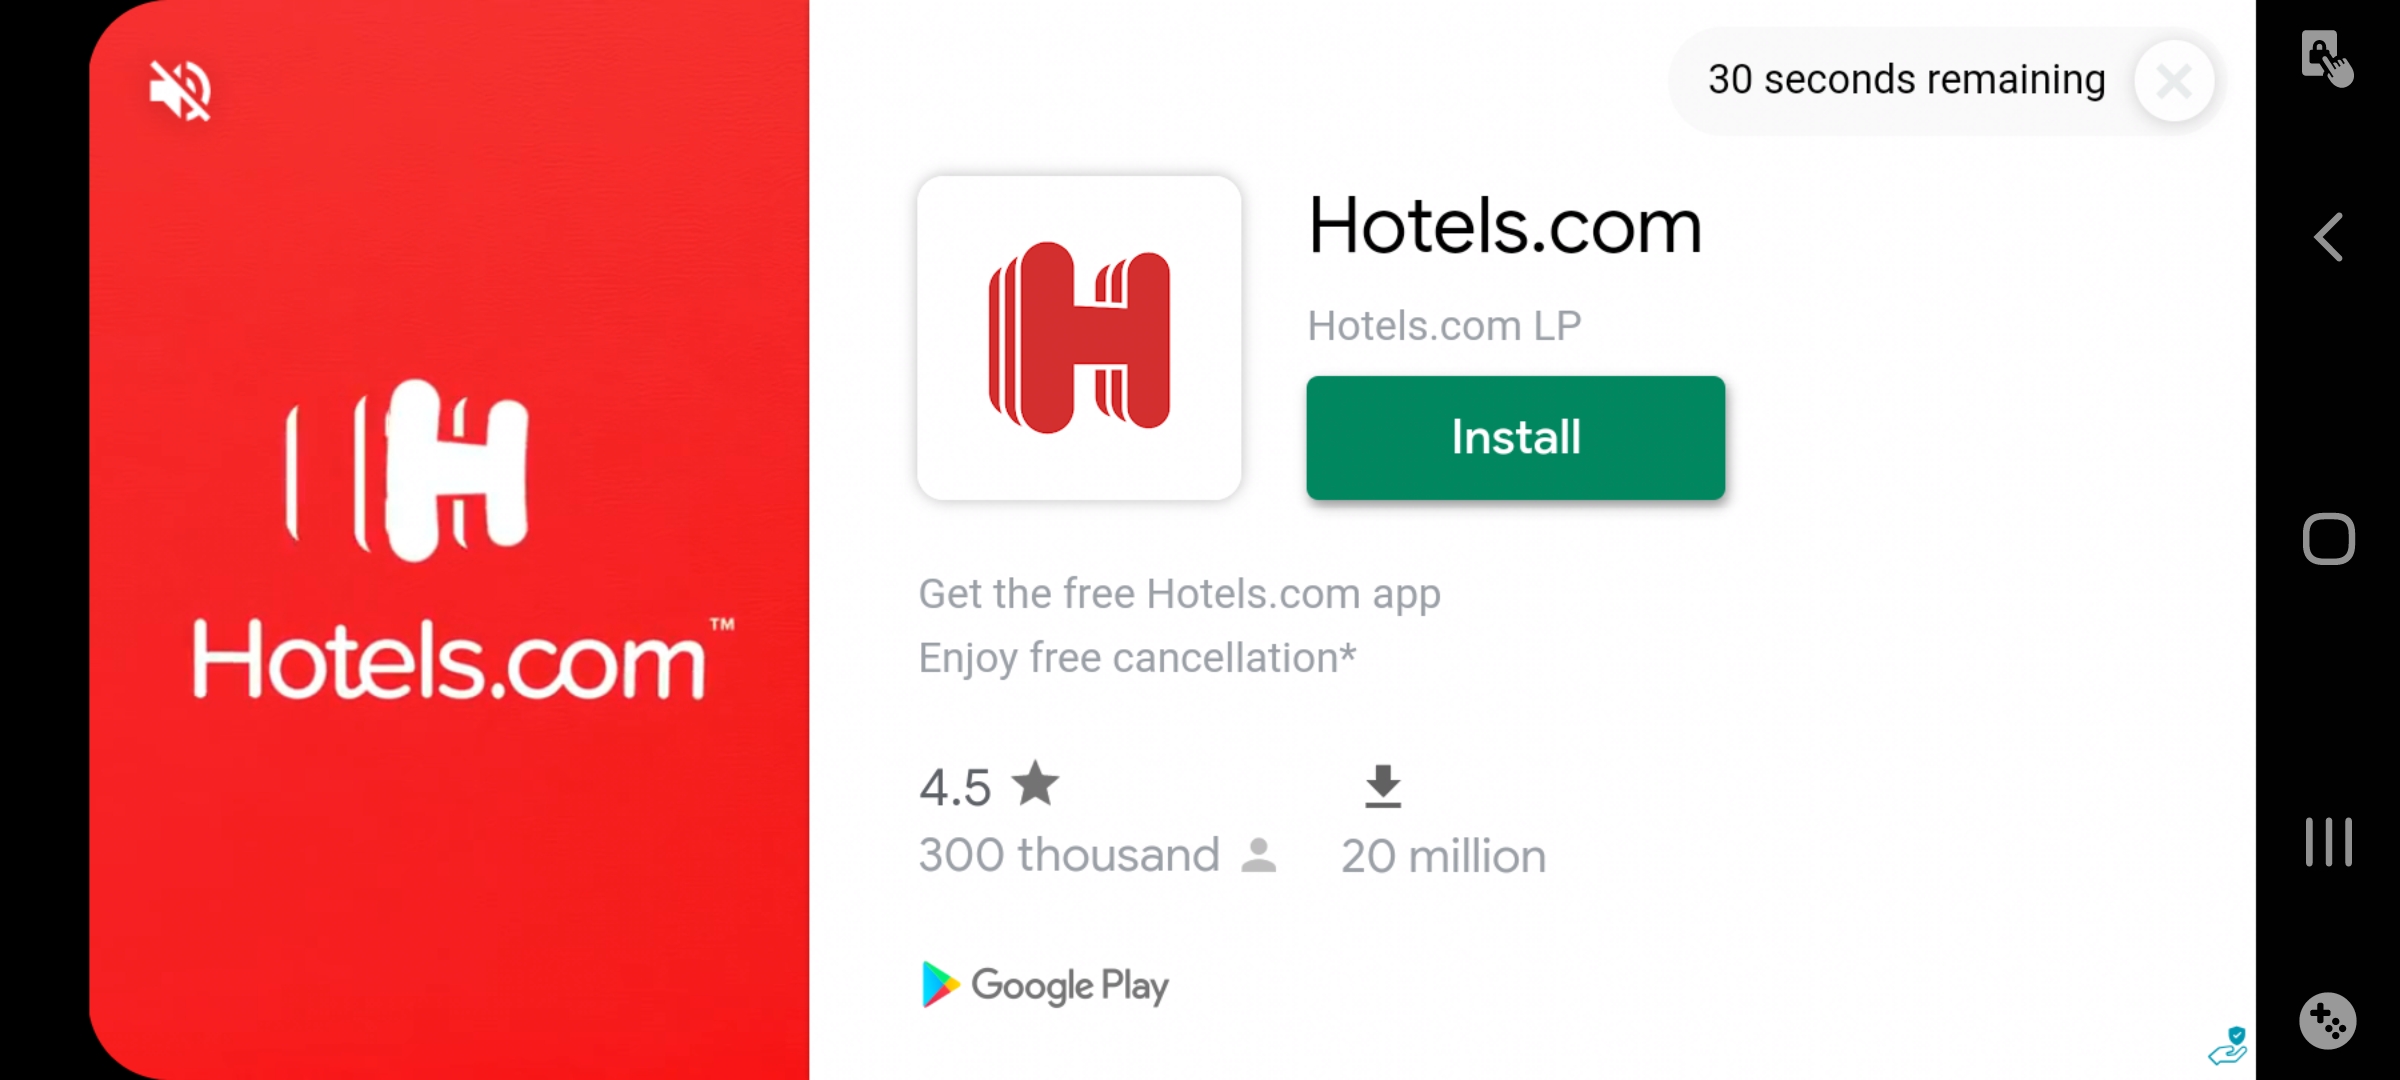 Hotels.com™
30 seconds remaining
Hotels.com
Hotels.com LP
Install
Get the free Hotels.com app
Enjoy free cancellation*
4.5
300 thousand
20 million
Google Play